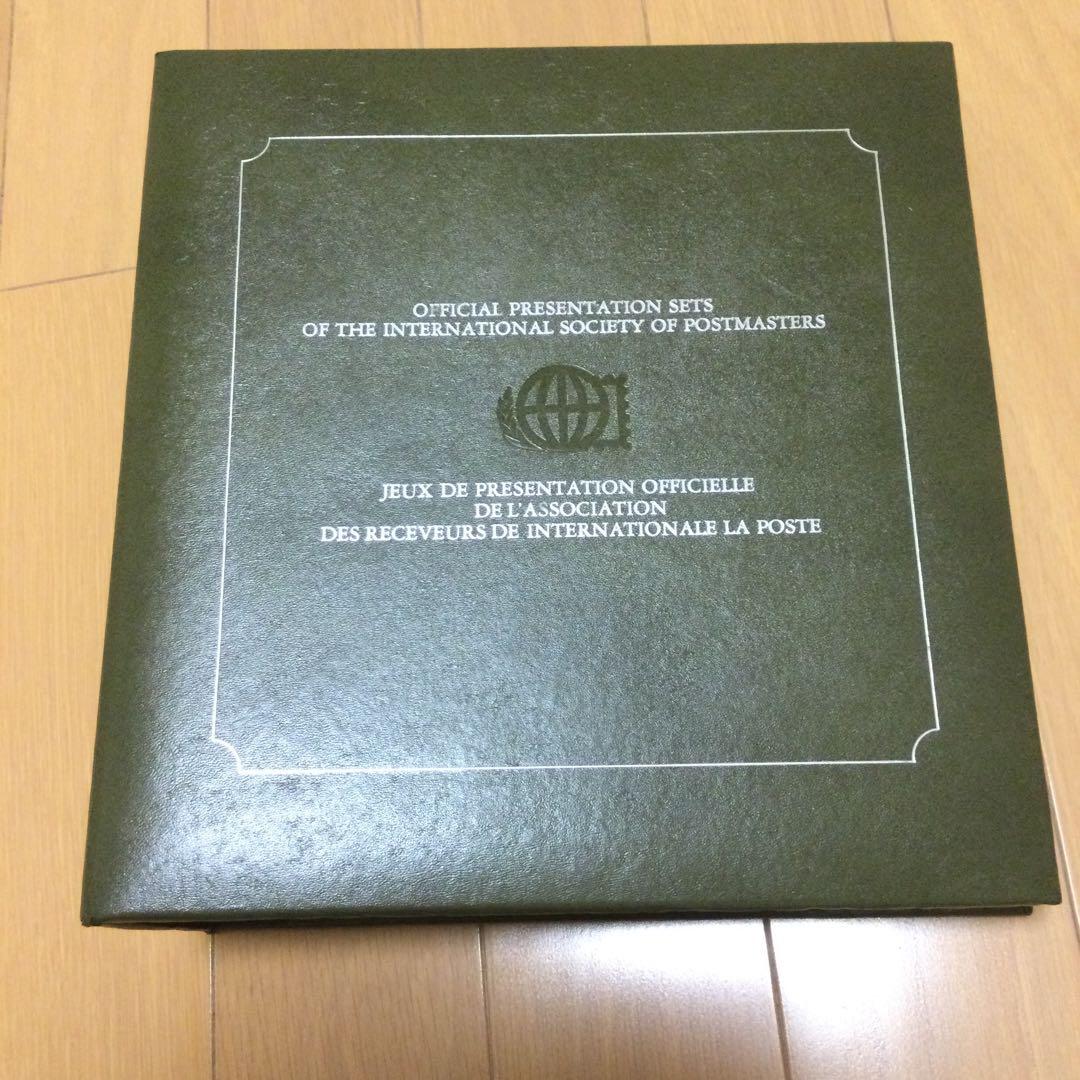 OFFICIAL PRESENTATION SETS
OF THE INTERNATIONAL SOCIETY OF POSTMASTERS
JEUX DE PRESENTATION OFFICIELLE
DE L'ASSOCIATION
DES RECEVEURS DE INTERNATIONALE LA POSTE